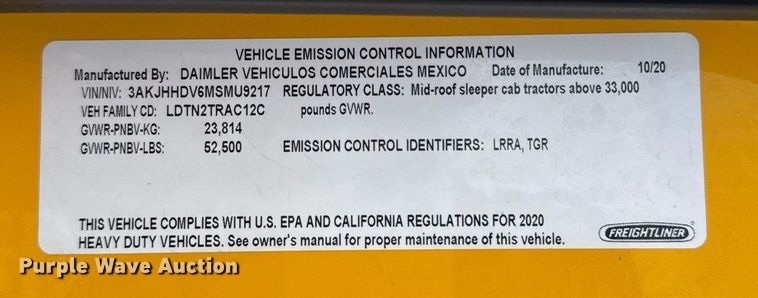 VEHICLE EMISSION CONTROL INFORMATION
Manufactured By: DAIMLER VEHICULOS COMERCIALES MEXICO Date of Manufacture: 10/20
VIN/NIV: 3AKJHHDV6MSMU9217 REGULATORY CLASS: Mid-roof sleeper cab tractors above 33,000
VEH FAMILY CD: LDTN2TRAC12C pounds GVWR.
GVWR-PNBV-KG: 23,814
GVWR-PNBV-LBS: 52,500 EMISSION CONTROL IDENTIFIERS: LRRA, TGR
THIS VEHICLE COMPLIES WITH U.S. EPA AND CALIFORNIA REGULATIONS FOR 2020
HEAVY DUTY VEHICLES. See owner's manual for proper maintenance of this vehicle.
FREIGHTLINER
Purple Wave Auction